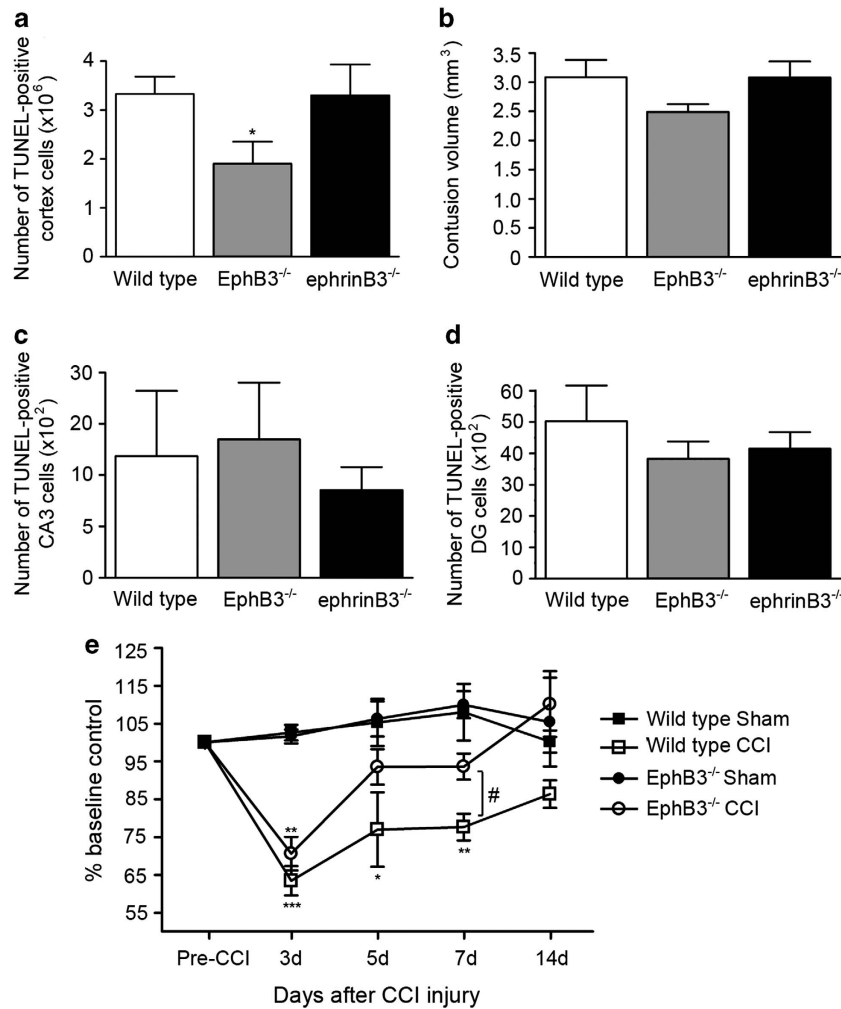 a
Number of TUNEL-positive
cortex cells (x10⁶)
4
3
2
1
0
*
Wild type
EphB3⁻/⁻
ephrinB3⁻/⁻
b
Contusion volume (mm³)
3.5
3.0
2.5
2.0
1.5
1.0
0.5
0
Wild type
EphB3⁻/⁻
ephrinB3⁻/⁻
c
Number of TUNEL-positive
CA3 cells (x10²)
30
20
10
5
0
Wild type
EphB3⁻/⁻
ephrinB3⁻/⁻
d
Number of TUNEL-positive
DG cells (x10²)
60
50
40
30
20
10
0
Wild type
EphB3⁻/⁻
ephrinB3⁻/⁻
e
% baseline control
125
115
105
95
85
75
65
55
**
***
*
**
#
Pre-CCI
3d
5d
7d
14d
Days after CCI injury
Wild type Sham
Wild type CCI
EphB3⁻/⁻ Sham
EphB3⁻/⁻ CCI